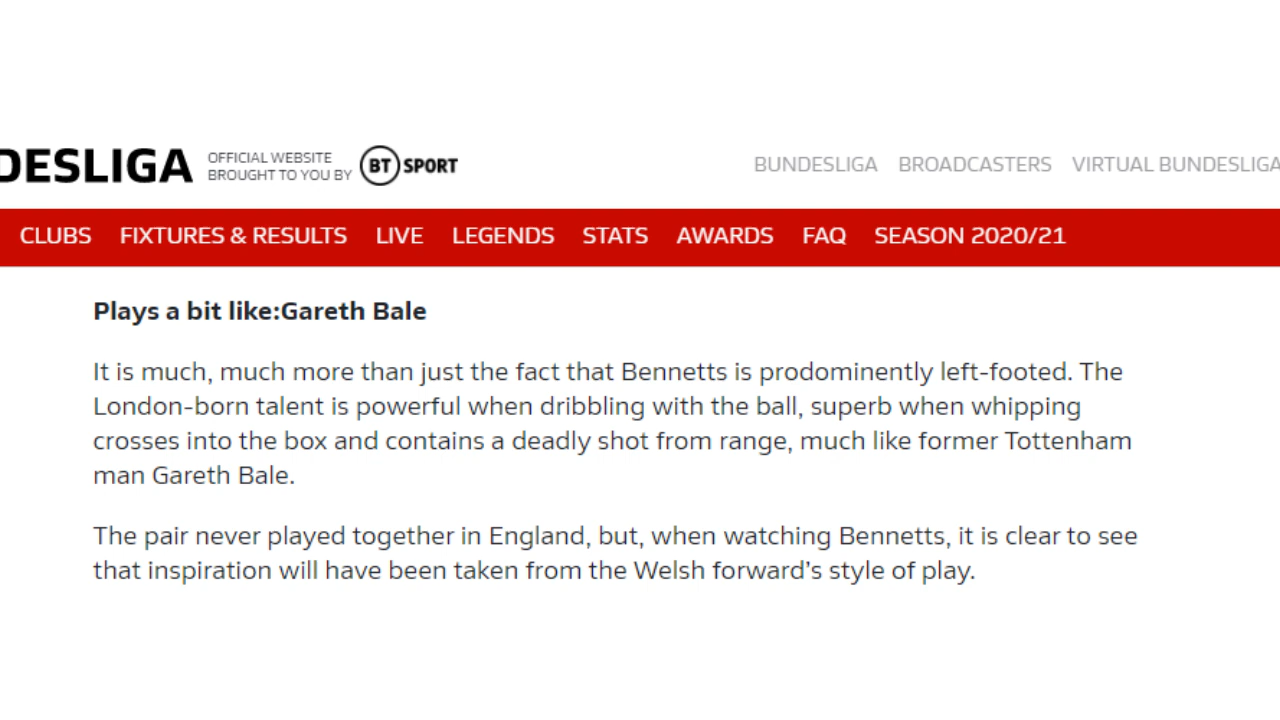 DESLIGA
OFFICIAL WEBSITE
BROUGHT TO YOU BY
BT SPORT
BUNDESLIGA BROADCASTERS VIRTUAL BUNDESLIGA
CLUBS FIXTURES & RESULTS LIVE LEGENDS STATS AWARDS FAQ SEASON 2020/21
Plays a bit like:Gareth Bale
It is much, much more than just the fact that Bennetts is prodominently left-footed. The
London-born talent is powerful when dribbling with the ball, superb when whipping
crosses into the box and contains a deadly shot from range, much like former Tottenham
man Gareth Bale.
The pair never played together in England, but, when watching Bennetts, it is clear to see
that inspiration will have been taken from the Welsh forward’s style of play.